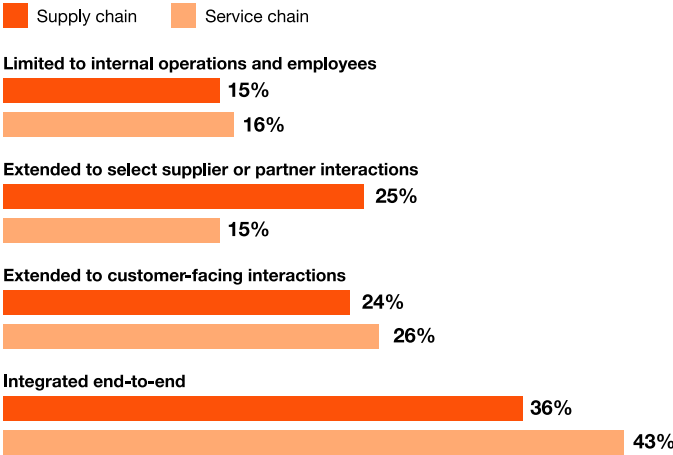 Supply chain Service chain
Limited to internal operations and employees
15%
16%
Extended to select supplier or partner interactions
25%
15%
Extended to customer-facing interactions
24%
26%
Integrated end-to-end
36%
43%